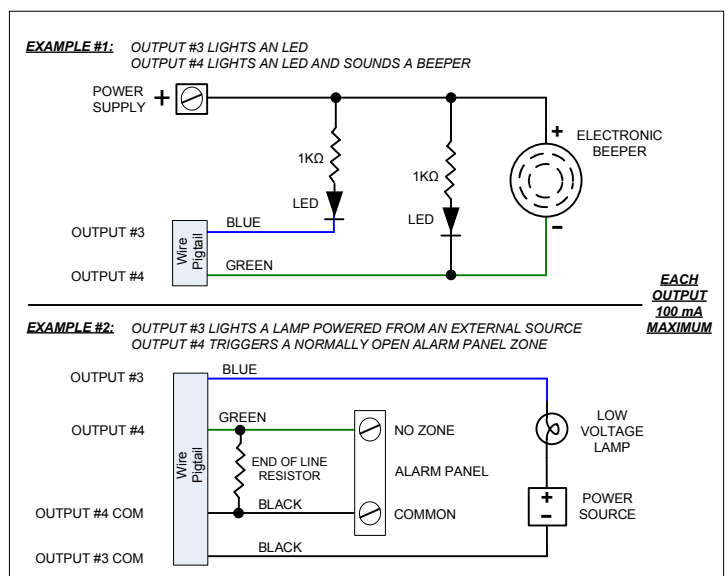 EXAMPLE #1: OUTPUT #3 LIGHTS AN LED
OUTPUT #4 LIGHTS AN LED AND SOUNDS A BEEPER
POWER
SUPPLY
+
+
ELECTRONIC
BEEPER
1KΩ
1KΩ
LED
LED
-
OUTPUT #3
BLUE
Wire
Pigtail
OUTPUT #4
GREEN
EACH
OUTPUT
100 mA
MAXIMUM
EXAMPLE #2: OUTPUT #3 LIGHTS A LAMP POWERED FROM AN EXTERNAL SOURCE
OUTPUT #4 TRIGGERS A NORMALLY OPEN ALARM PANEL ZONE
OUTPUT #3
BLUE
OUTPUT #4
GREEN
NO ZONE
LOW
VOLTAGE
LAMP
Wire
Pigtail
END OF LINE
RESISTOR
ALARM PANEL
OUTPUT #4 COM
BLACK
COMMON
+
-
POWER
SOURCE
OUTPUT #3 COM
BLACK